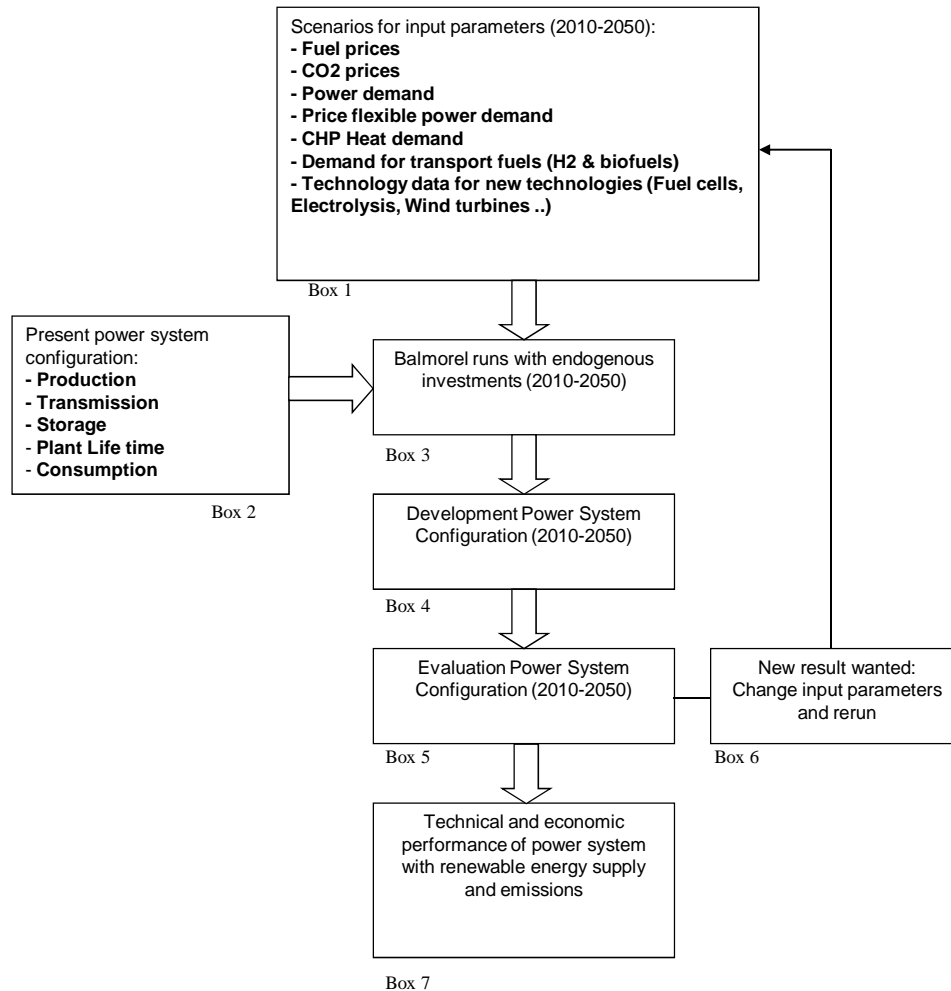 Scenarios for input parameters (2010-2050):
- Fuel prices
- CO2 prices
- Power demand
- Price flexible power demand
- CHP Heat demand
- Demand for transport fuels (H2 & biofuels)
- Technology data for new technologies (Fuel cells,
Electrolysis, Wind turbines ..)
Box 1
Present power system
configuration:
- Production
- Transmission
- Storage
- Plant Life time
- Consumption
Box 2
Balmorel runs with endogenous
investments (2010-2050)
Box 3
Development Power System
Configuration (2010-2050)
Box 4
Evaluation Power System
Configuration (2010-2050)
Box 5
New result wanted:
Change input parameters
and rerun
Box 6
Technical and economic
performance of power system
with renewable energy supply
and emissions
Box 7